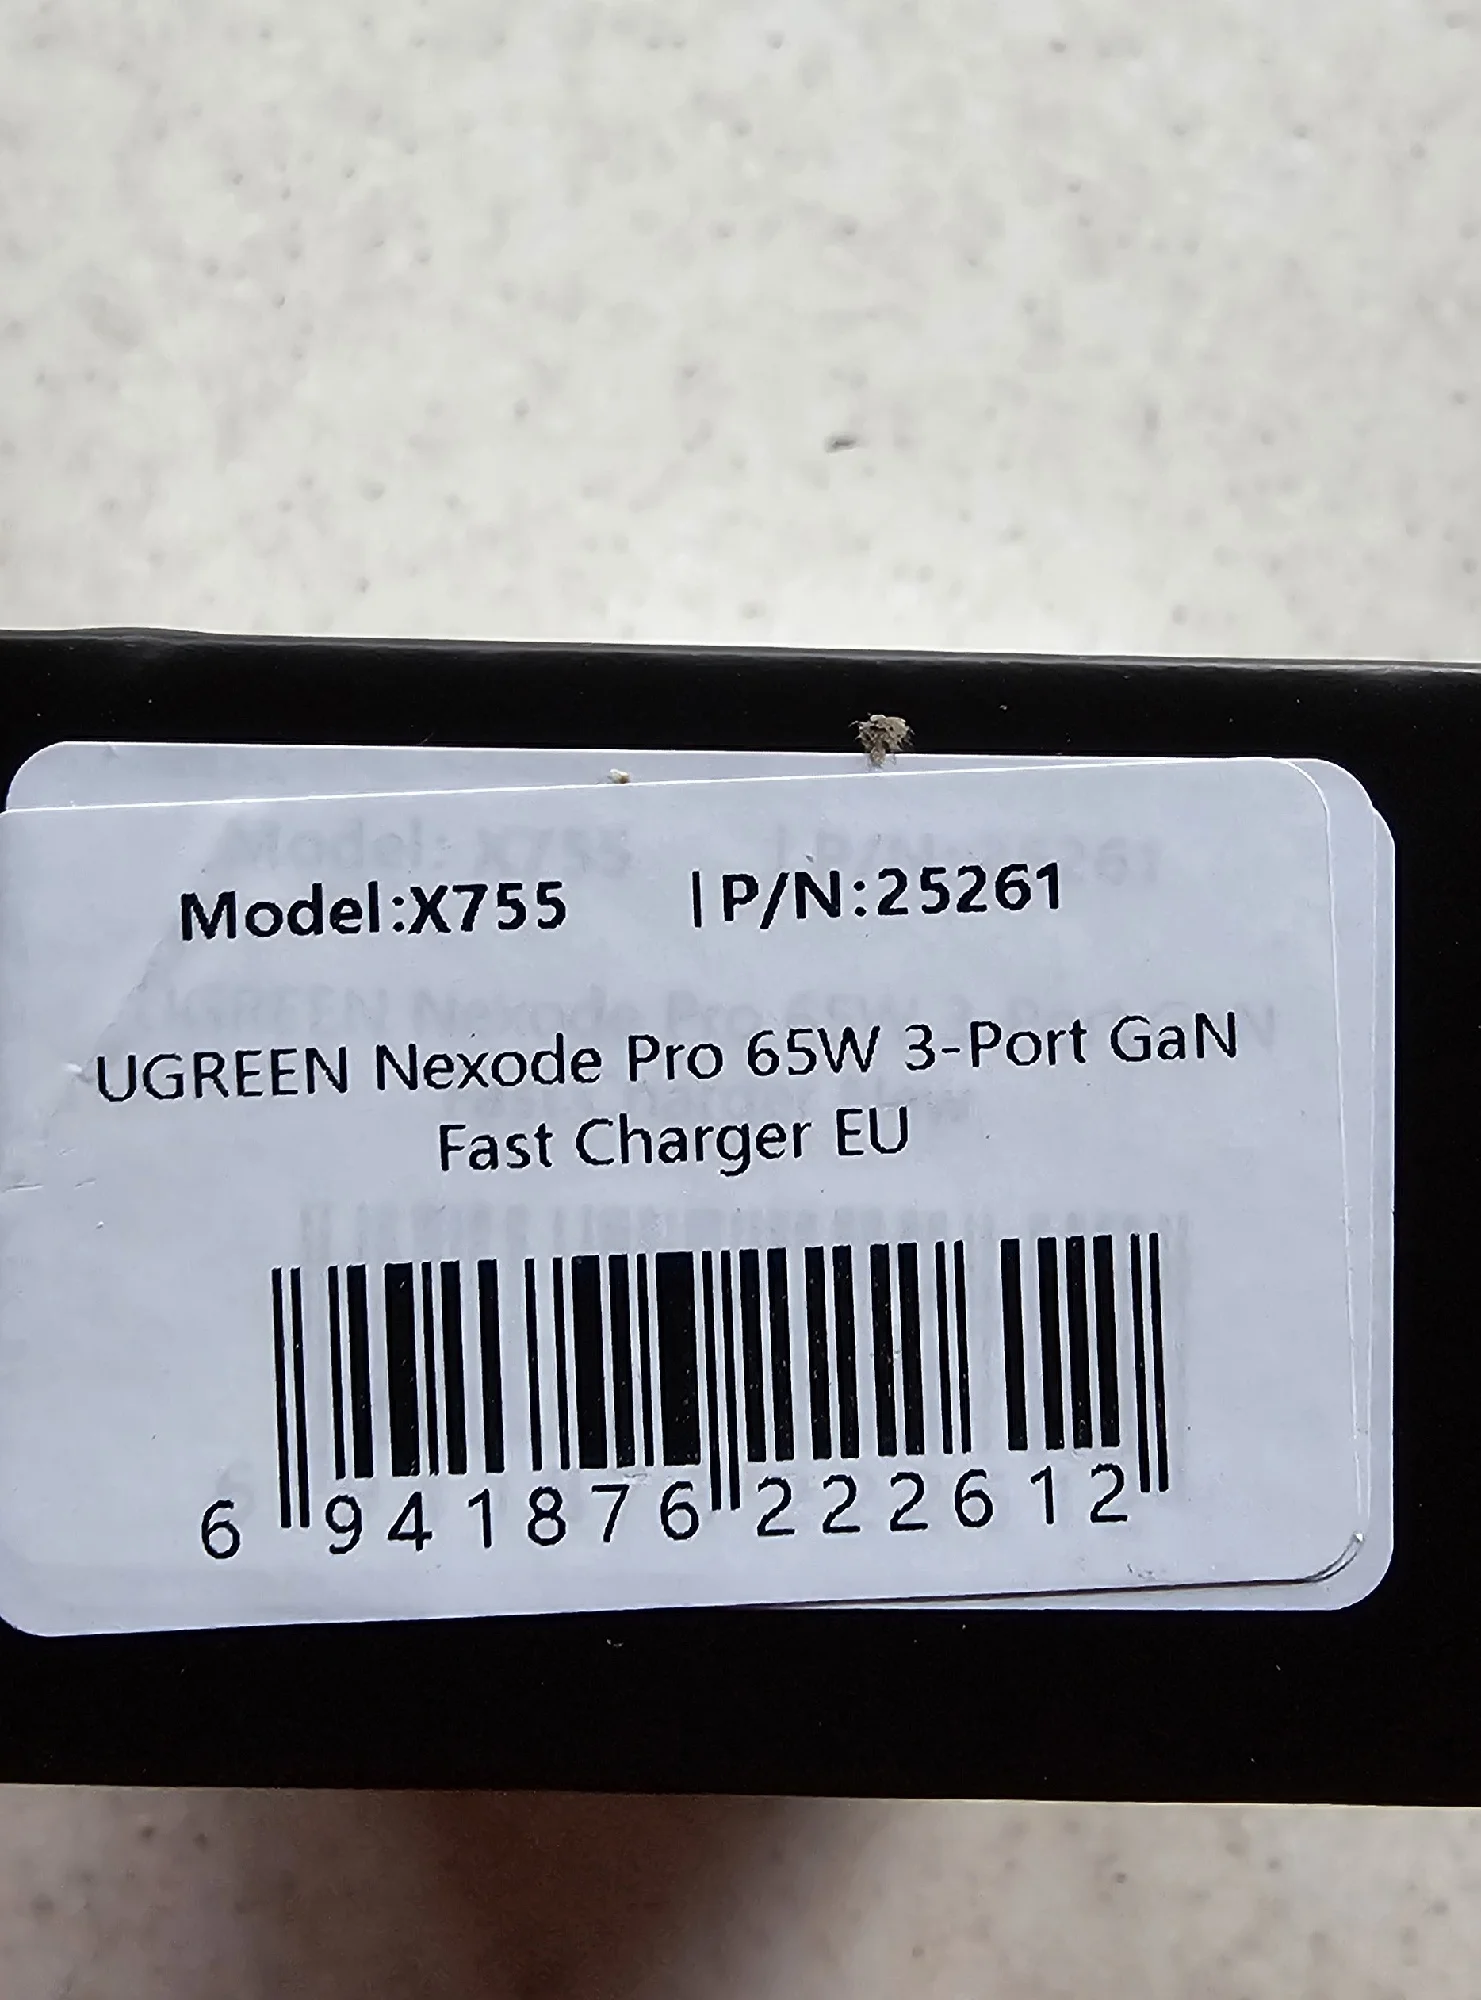 Model:X755 | P/N:25261
UGREEN Nexode Pro 65W 3-Port GaN
Fast Charger EU
6 941876 222612